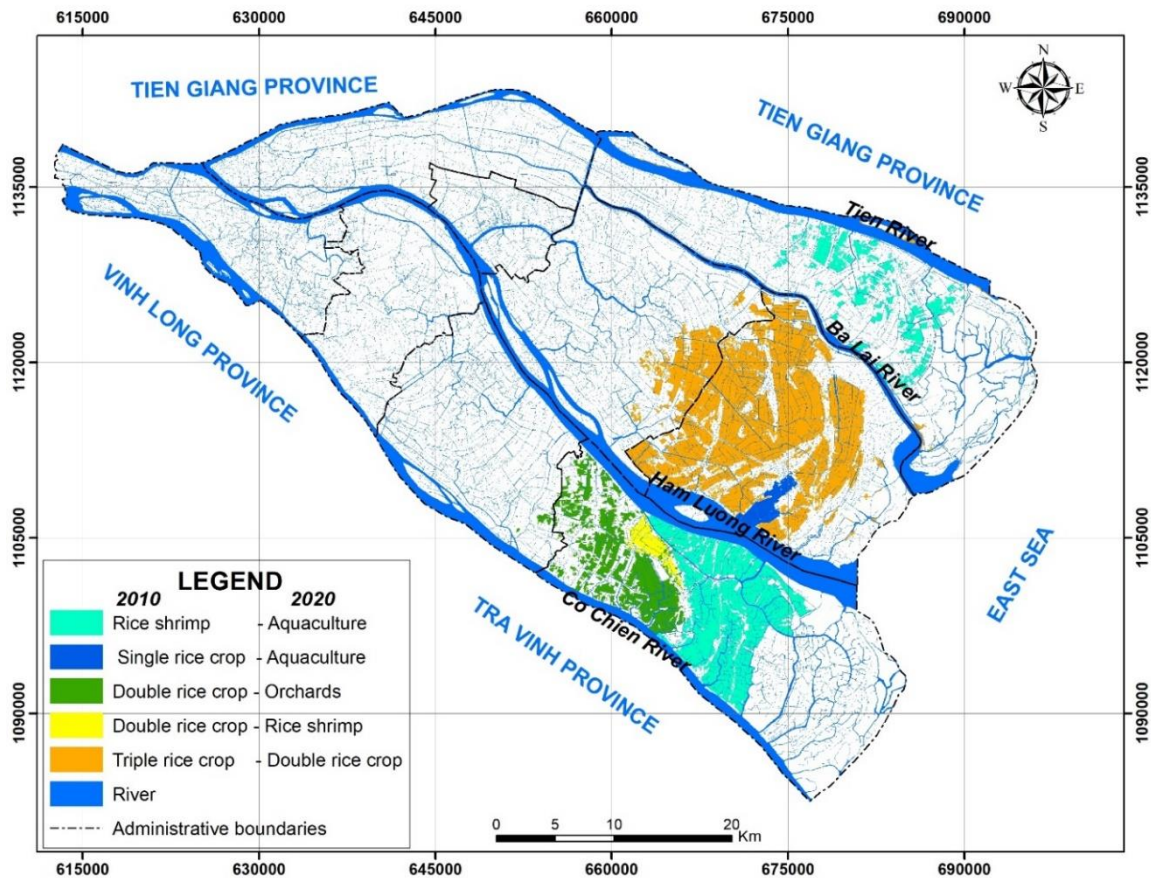 615000 630000 645000 660000 675000 690000
N
W E
S
TIEN GIANG PROVINCE
TIEN GIANG PROVINCE
1135000 1135000
Tien River
VINH LONG PROVINCE
Ba Lai River
1120000 1120000
Ham Luong River
1105000 1105000
EAST SEA
Co Chien River
TRA VINH PROVINCE
1090000 1090000
LEGEND
2010 2020
Rice shrimp - Aquaculture
Single rice crop - Aquaculture
Double rice crop - Orchards
Double rice crop - Rice shrimp
Triple rice crop - Double rice crop
River
Administrative boundaries
0 5 10 20
Km
615000 630000 645000 660000 675000 690000